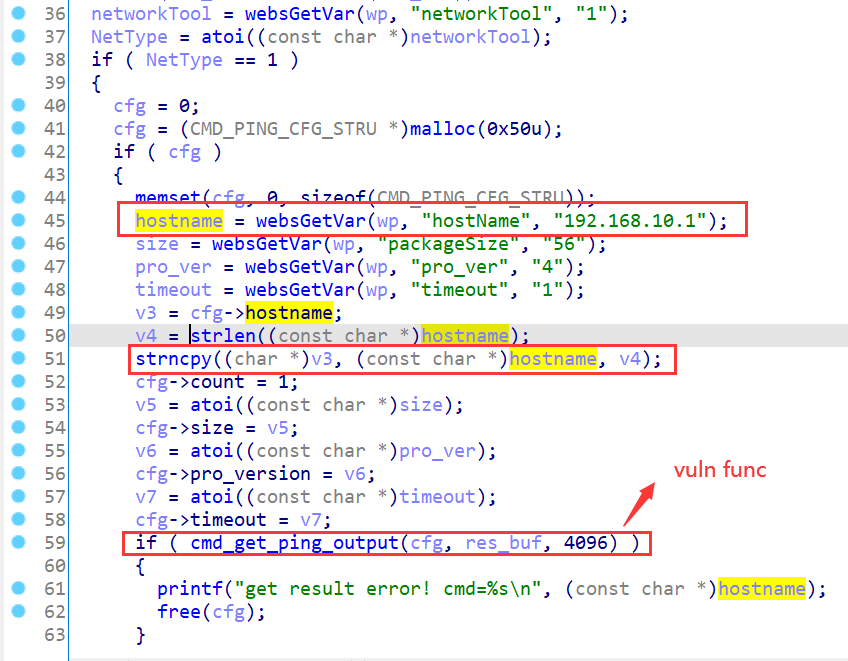 36 networkTool = websGetVar(wp, "networkTool", "1");
37 NetType = atoi((const char *)networkTool);
38 if ( NetType == 1 )
39 {
40 cfg = 0;
41 cfg = (CMD_PING_CFG_STRU *)malloc(0x50u);
42 if ( cfg )
43 {
44 memset(cfg, 0, sizeof(CMD_PING_CFG_STRU));
45 hostname = websGetVar(wp, "hostName", "192.168.10.1");
46 size = websGetVar(wp, "packageSize", "56");
47 pro_ver = websGetVar(wp, "pro_ver", "4");
48 timeout = websGetVar(wp, "timeout", "1");
49 v3 = cfg->hostname;
50 v4 = strlen((const char *)hostname);
51 strncpy((char *)v3, (const char *)hostname, v4);
52 cfg->count = 1;
53 v5 = atoi((const char *)size);
54 cfg->size = v5;
55 v6 = atoi((const char *)pro_ver);
56 cfg->pro_version = v6;
vuln func
57 v7 = atoi((const char *)timeout);
58 cfg->timeout = v7;
59 if ( cmd_get_ping_output(cfg, res_buf, 4096) )
60 {
61 printf("get result error! cmd=%s\n", (const char *)hostname);
62 free(cfg);
63 }